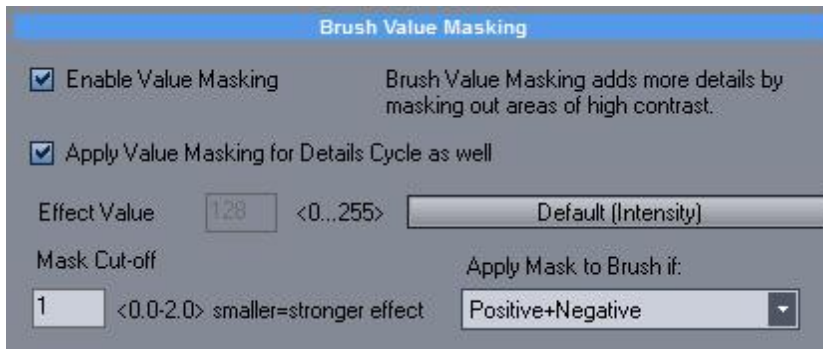 Brush Value Masking
Enable Value Masking
Brush Value Masking adds more details by
masking out areas of high contrast.
Apply Value Masking for Details Cycle as well
Effect Value 128 <0...255> Default (Intensity)
Mask Cut-off
Apply Mask to Brush if:
1 <0.0-2.0> smaller=stronger effect Positive+Negative